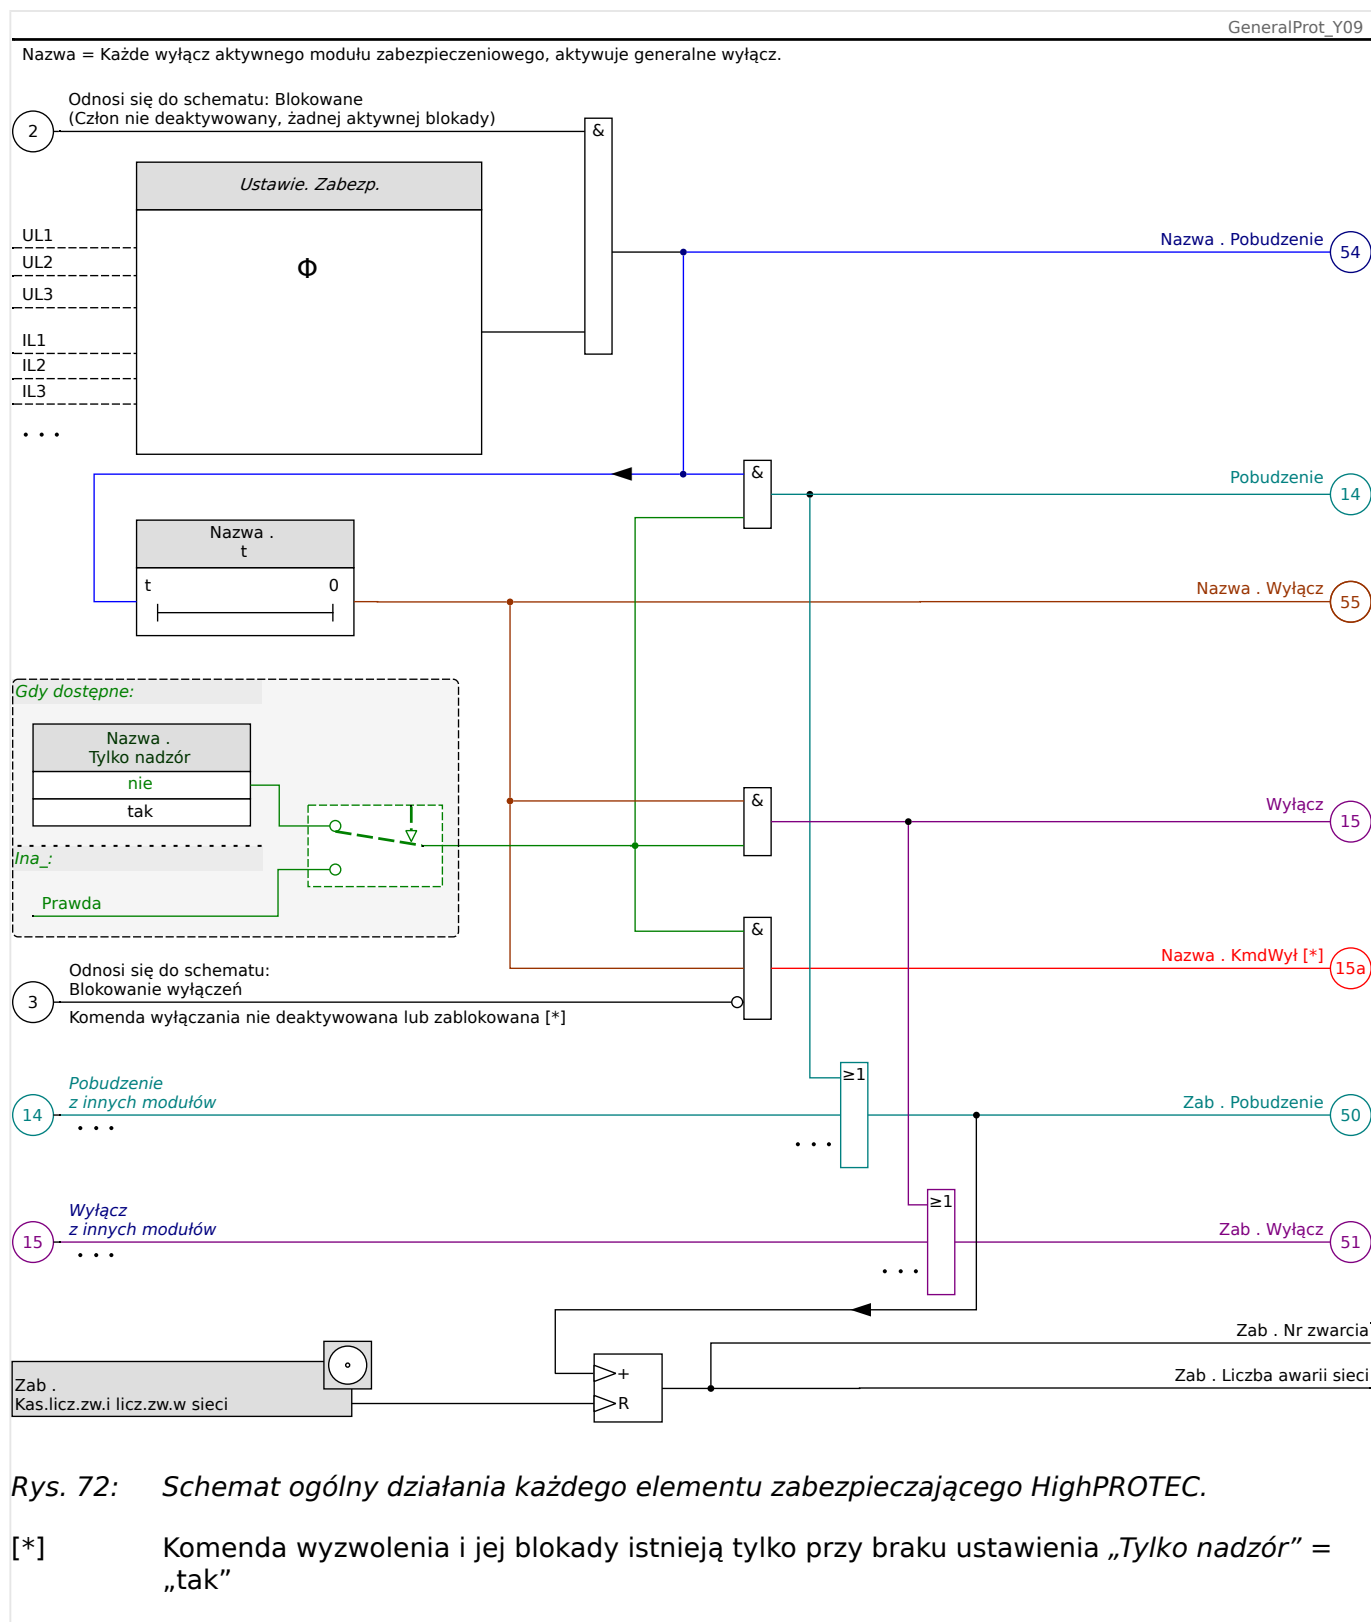 GeneralProt_Y09
Nazwa = Każde wyłącz aktywnego modułu zabezpieczeniowego, aktywuje generalne wyłącz.
Odnosi się do schematu: Blokowane
(Człon nie deaktywowany, żadnej aktywnej blokady)
2
&
Ustawie. Zabezp.
UL1
UL2
UL3
Φ
IL1
IL2
IL3
• • •
Nazwa . Pobudzenie
54
&
Pobudzenie
14
Nazwa .
t
t 0
Nazwa . Wyłącz
55
Gdy dostępne:
Nazwa .
Tylko nadzór
nie
tak
Ina_:
Prawda
&
Wyłącz
15
&
Nazwa . KmdWył [*]
15a
Odnosi się do schematu:
Blokowanie wyłączeń
3
Komenda wyłączania nie deaktywowana lub zablokowana [*]
Pobudzenie
z innych modułów
14
• • •
≥1
• • •
Zab . Pobudzenie
50
Wyłącz
z innych modułów
15
• • •
≥1
• • •
Zab . Wyłącz
51
Zab .
Kas.licz.zw.i licz.zw.w sieci
+
R
Zab . Nr zwarcia
Zab . Liczba awarii sieci
Rys. 72: Schemat ogólny działania każdego elementu zabezpieczającego HighPROTEC.
[*] Komenda wyzwolenia i jej blokady istnieją tylko przy braku ustawienia „Tylko nadzór” =
„tak”